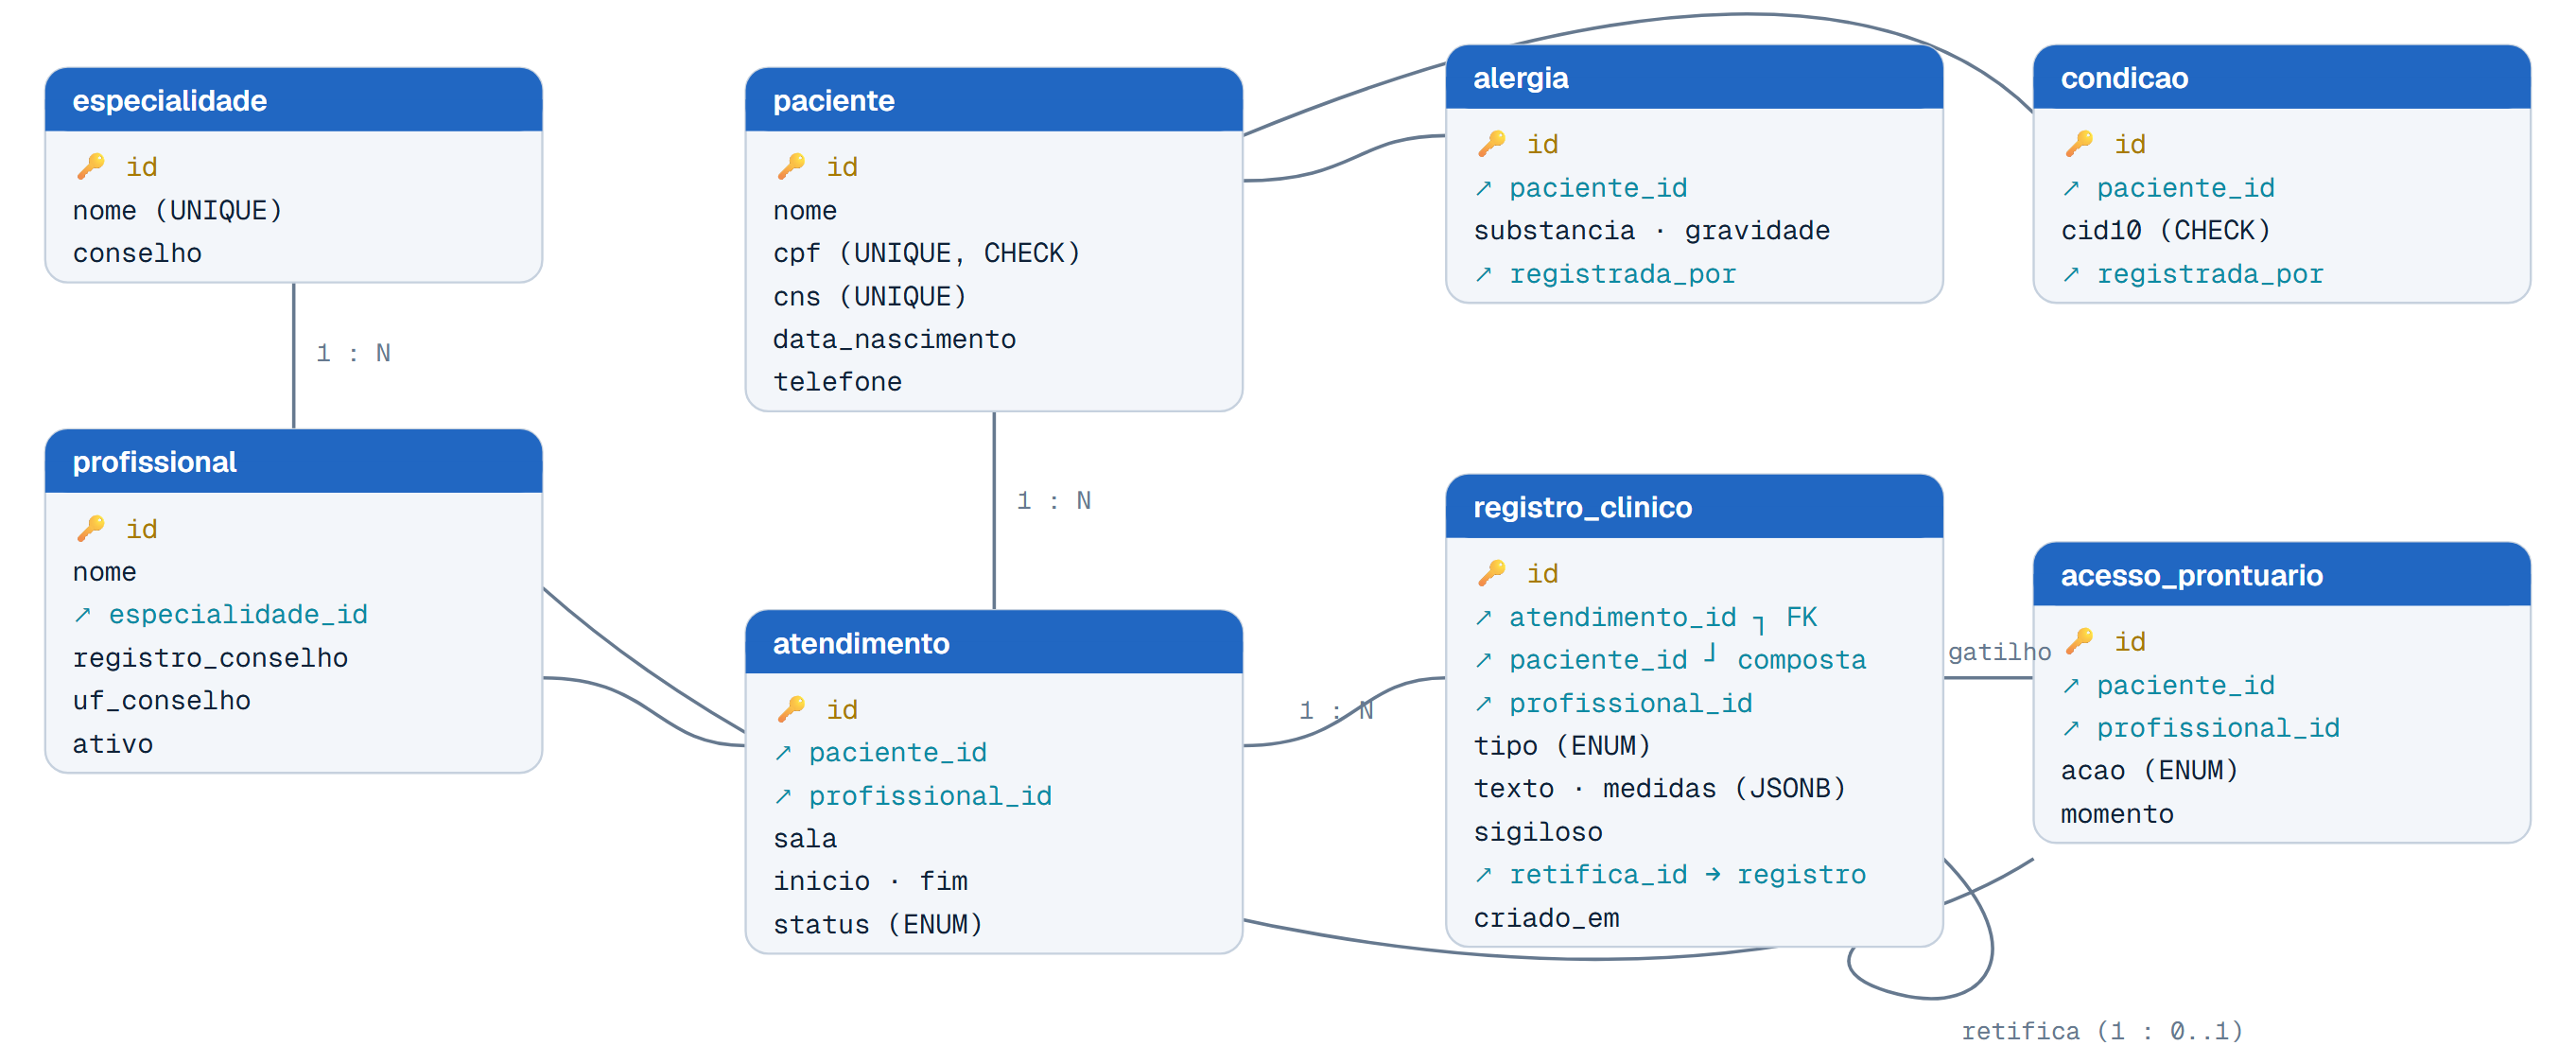 especialidade
🔑 id
nome (UNIQUE)
conselho
1 : N
profissional
🔑 id
nome
↗ especialidade_id
registro_conselho
uf_conselho
ativo
paciente
🔑 id
nome
cpf (UNIQUE, CHECK)
cns (UNIQUE)
data_nascimento
telefone
1 : N
atendimento
🔑 id
↗ paciente_id
↗ profissional_id
sala
inicio · fim
status (ENUM)
1 : N
alergia
🔑 id
↗ paciente_id
substancia · gravidade
↗ registrada_por
condicao
🔑 id
↗ paciente_id
cid10 (CHECK)
↗ registrada_por
registro_clinico
🔑 id
↗ atendimento_id ┐ FK
↗ paciente_id ┘ composta
↗ profissional_id
tipo (ENUM)
texto · medidas (JSONB)
sigiloso
↗ retifica_id → registro
criado_em
gatilho
acesso_prontuario
🔑 id
↗ paciente_id
↗ profissional_id
acao (ENUM)
momento
retifica (1 : 0..1)